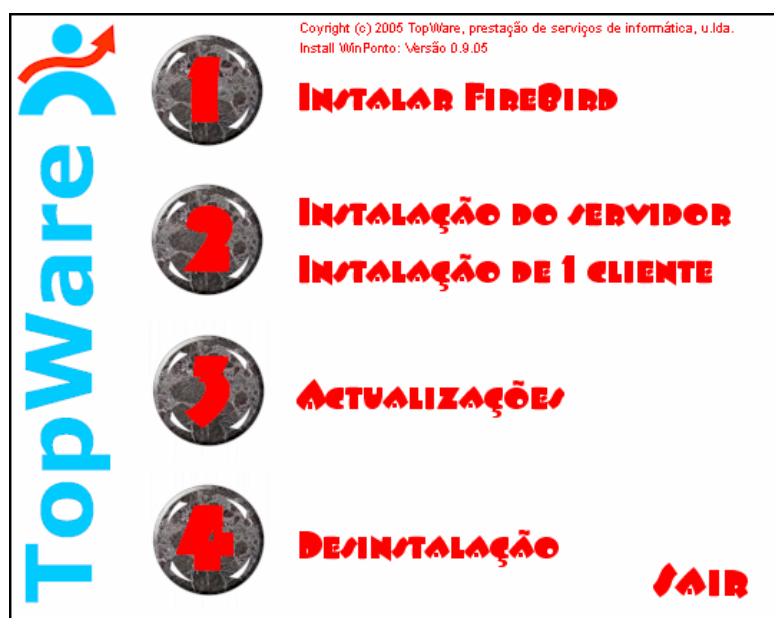 TopWare
Coyright (c) 2005 TopWare, prestação de serviços de informática, u.lda.
Install WinPonto: Versão 0.9.05
1
Instalar FireBird
2
Instalação do servidor
Instalação de 1 cliente
3
Actualizações
4
Desinstalação
Sair